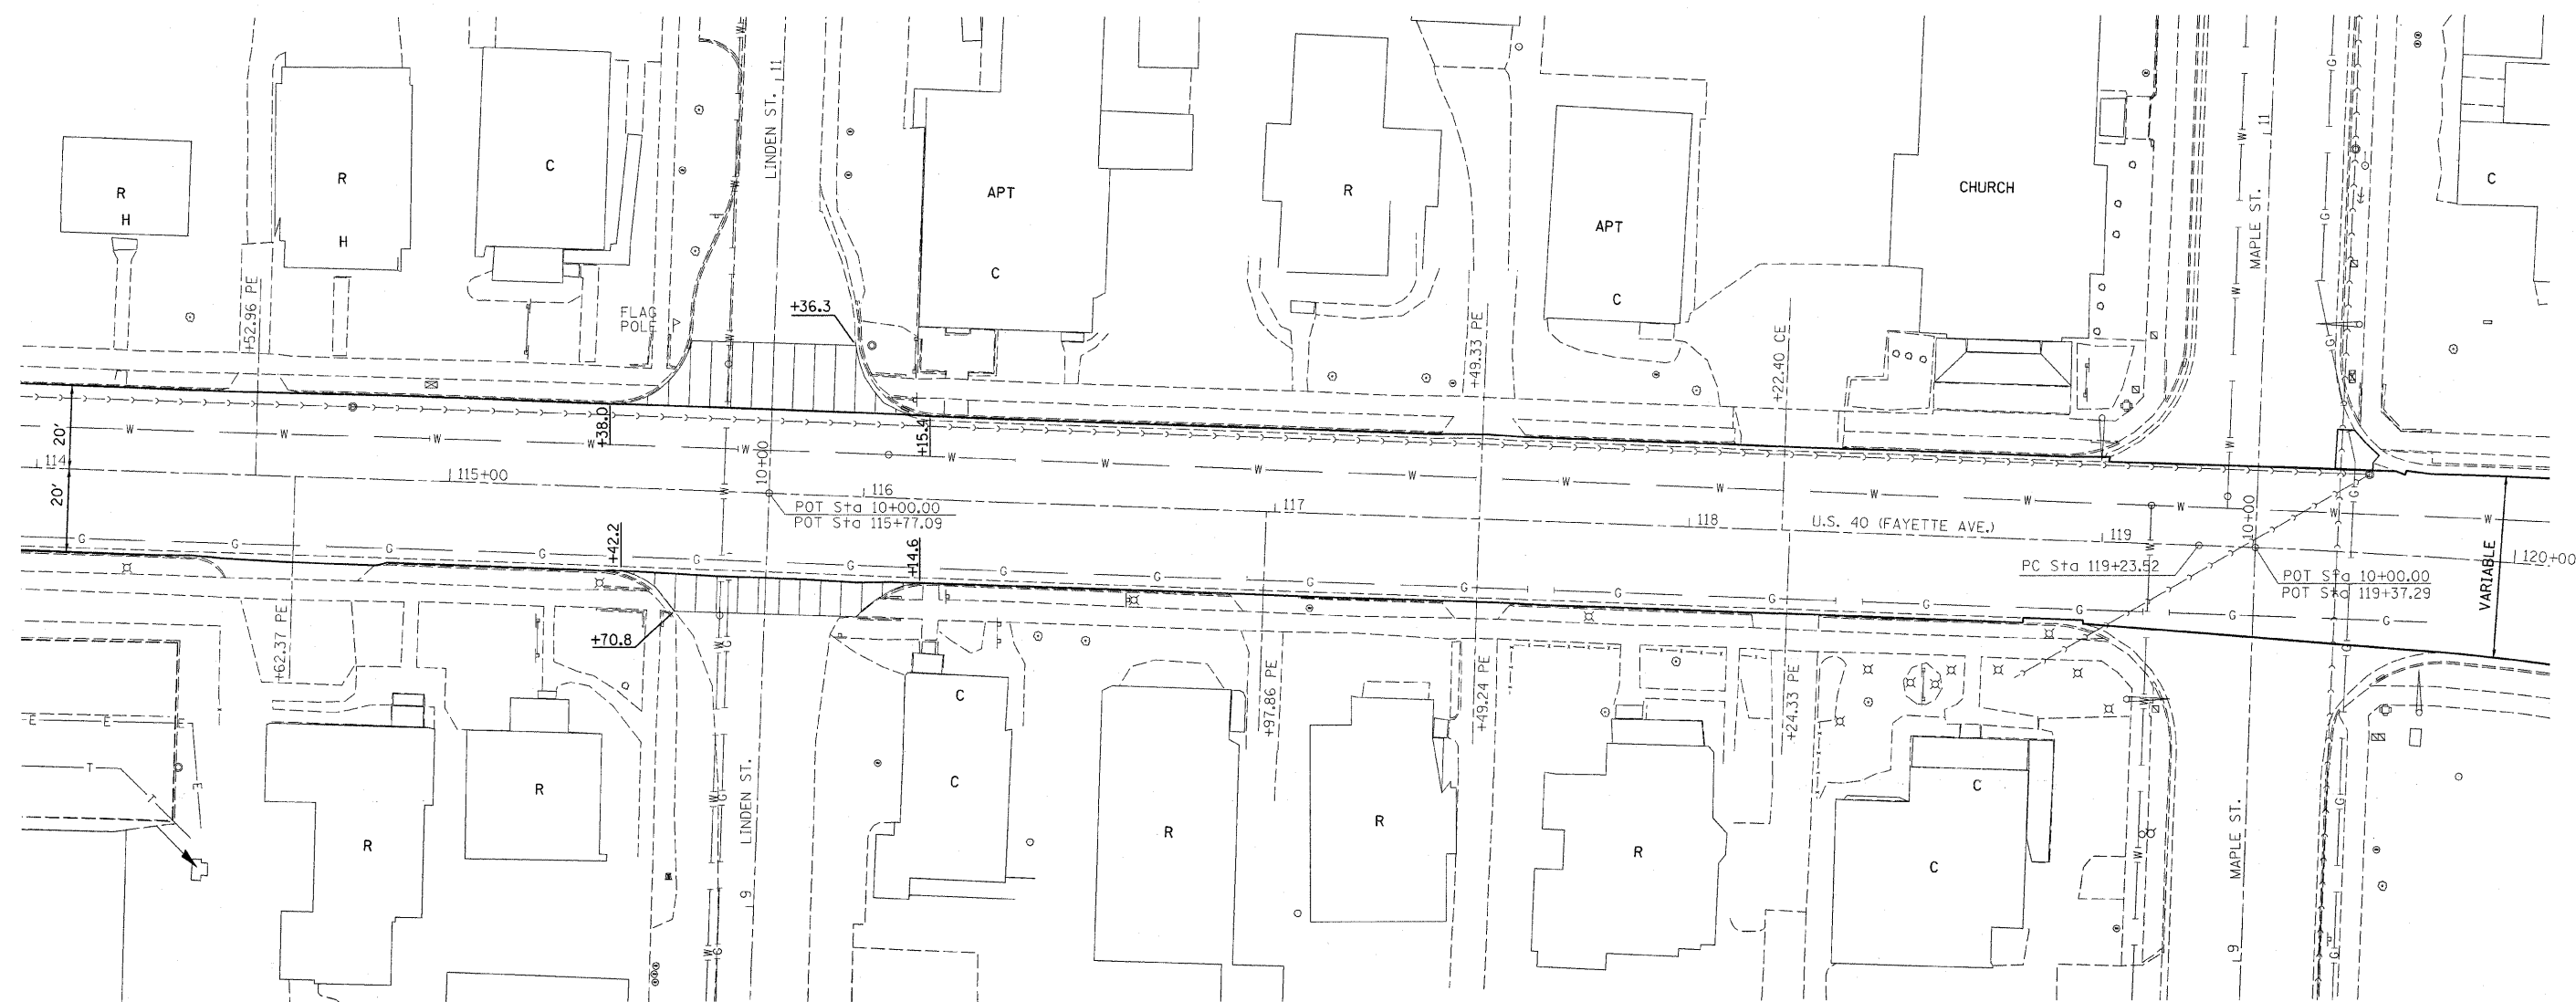 LINDEN ST.
11
MAPLE ST.
11
R
H
R
H
C
APT
C
R
APT
C
CHURCH
C
FLAG
POLE
+36.3
+52.96 PE
+49.33 PE
+22.40 CE
20'
20'
+38.0
+15.4
W W W W W W W W W W W W W W W W
114
115+00
10+00
116
117
118
U.S. 40 (FAYETTE AVE.)
119
10+00
120+00
POT Sta 10+00.00
POT Sta 115+77.09
PC Sta 119+23.52
POT Sta 10+00.00
POT Sta 119+37.29
VARIABLE
+42.2
+14.6
G G G G G G G G G G G G G G G G
+62.37 PE
+70.8
+97.86 PE
+49.24 PE
+24.33 PE
E E E
E
T
T
R
R
C
C
R
R
R
C
C
LINDEN ST.
9
MAPLE ST.
9